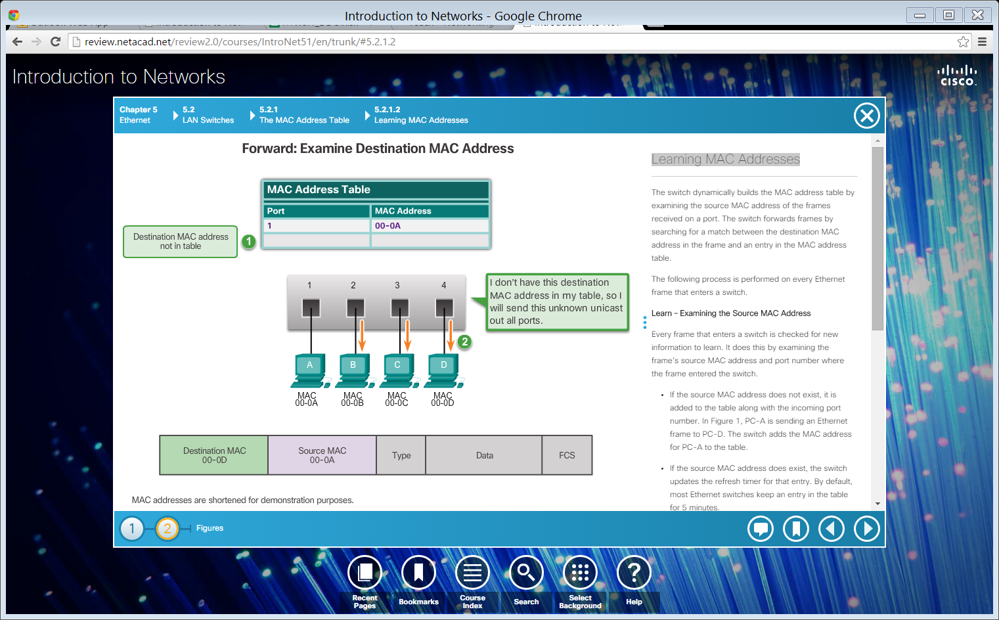 Introduction to Networks - Google Chrome
review.netacad.net/review2.0/courses/IntroNet51/en/trunk/#5.2.1.2
Introduction to Networks
CISCO
Chapter 5
Ethernet
5.2
LAN Switches
5.2.1
The MAC Address Table
5.2.1.2
Learning MAC Addresses
Forward: Examine Destination MAC Address
MAC Address Table
Port MAC Address
1 00-0A
Destination MAC address
not in table
1
1 2 3 4
I don't have this destination
MAC address in my table, so I
will send this unknown unicast
out all ports.
2
A B C D
MAC
00-0A
MAC
00-0B
MAC
00-0C
MAC
00-0D
Destination MAC
00-0D
Source MAC
00-0A
Type
Data
FCS
MAC addresses are shortened for demonstration purposes.
Learning MAC Addresses
The switch dynamically builds the MAC address table by
examining the source MAC address of the frames
received on a port. The switch forwards frames by
searching for a match between the destination MAC
address in the frame and an entry in the MAC address
table.
The following process is performed on every Ethernet
frame that enters a switch.
Learn – Examining the Source MAC Address
Every frame that enters a switch is checked for new
information to learn. It does this by examining the
frame's source MAC address and port number where
the frame entered the switch.
• If the source MAC address does not exist, it is
added to the table along with the incoming port
number. In Figure 1, PC-A is sending an Ethernet
frame to PC-D. The switch adds the MAC address
for PC-A to the table.
• If the source MAC address does exist, the switch
updates the refresh timer for that entry. By default,
most Ethernet switches keep an entry in the table
for 5 minutes.
1 2 Figures
Recent
Pages
Bookmarks
Course
Index
Search
Select
Background
? Help